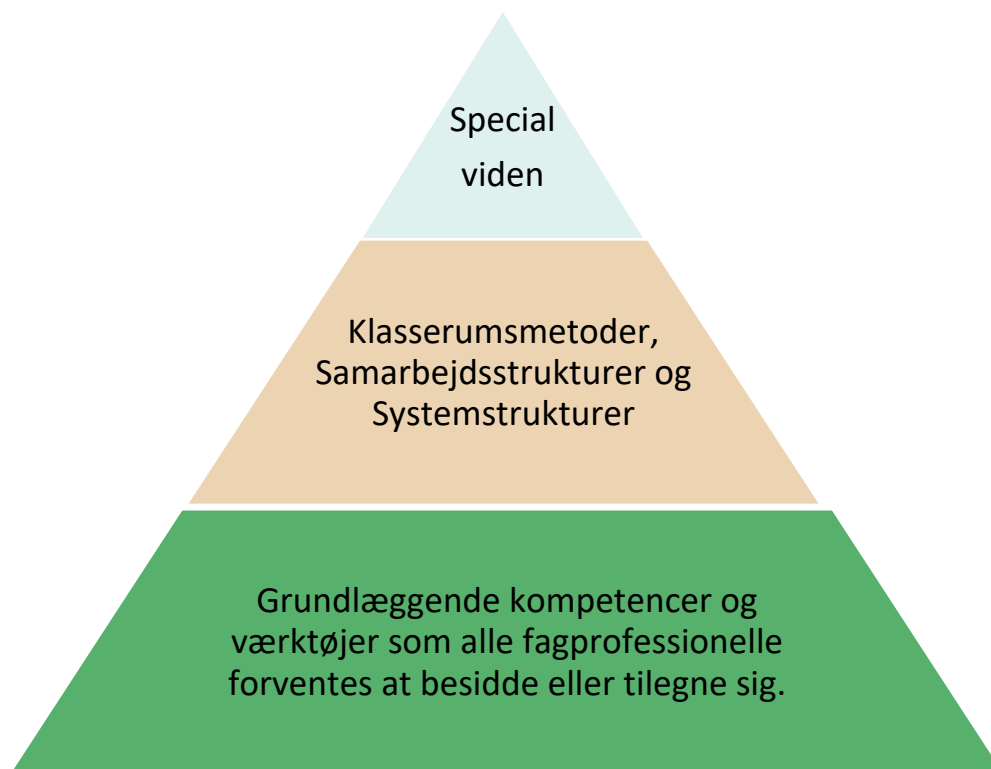 Special
viden
Klasserumsmetoder,
Samarbejdsstrukturer og
Systemstrukturer
Grundlæggende kompetencer og
værktøjer som alle fagprofessionelle
forventes at besidde eller tilegne sig.